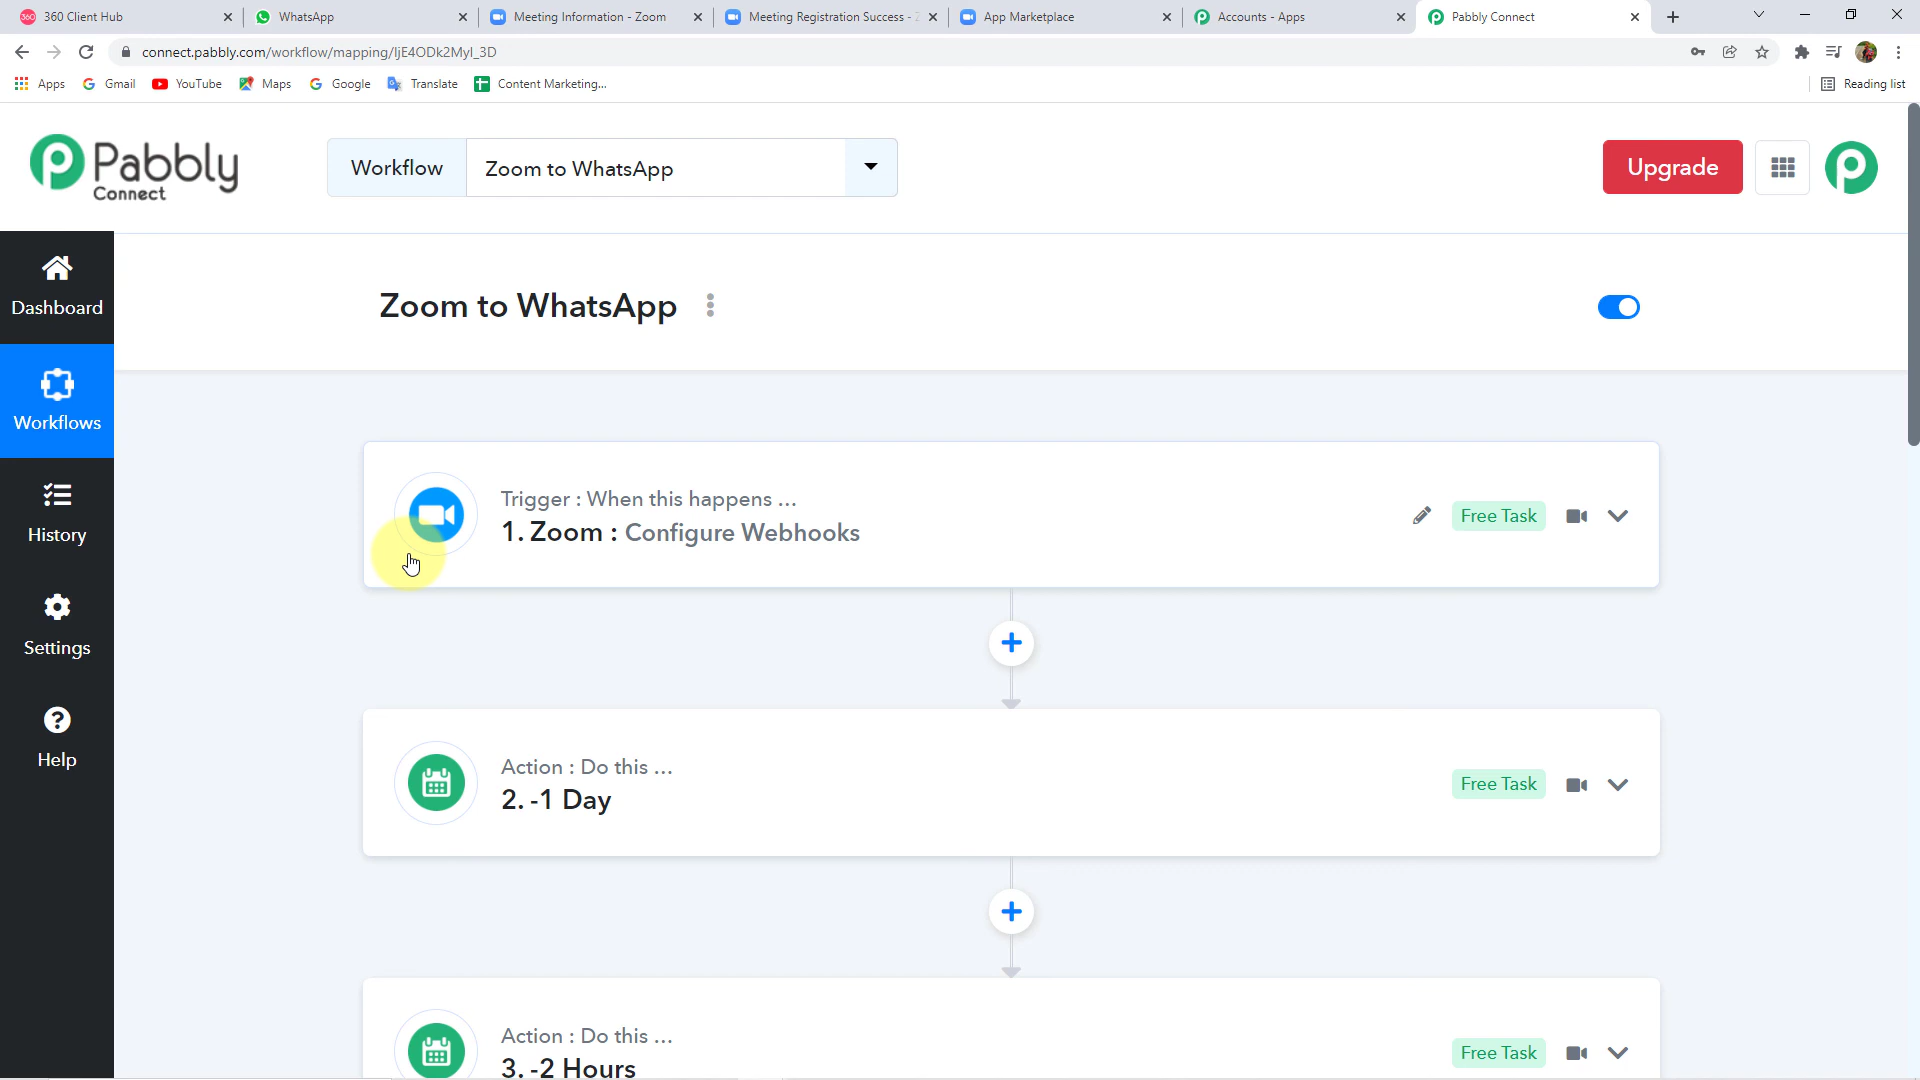 360 Client Hub
WhatsApp
Meeting Information - Zoom
Meeting Registration Success -
App Marketplace
Accounts - Apps
Pabbly Connect
connect.pabbly.com/workflow/mapping/IjE4ODk2MyI_3D
Apps
Gmail
YouTube
Maps
Google
Translate
Content Marketing...
Reading list
Pabbly
Connect
Workflow
Zoom to WhatsApp
Upgrade
Dashboard
Workflows
History
Settings
Help
Zoom to WhatsApp
Trigger : When this happens ...
1. Zoom : Configure Webhooks
Free Task
Action : Do this ...
2. -1 Day
Free Task
Action : Do this ...
3. -2 Hours
Free Task